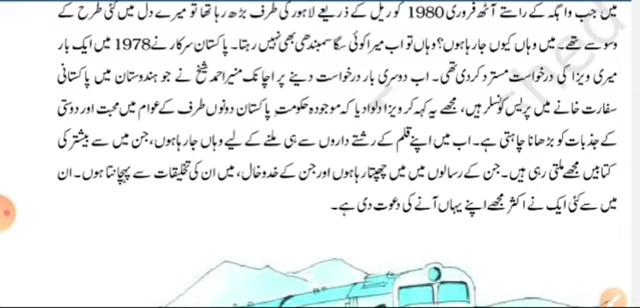 میں جب واہگہ کے راستے آٹھ فروری 1980 کو ریل کے ذریعے لاہور کی طرف بڑھ رہا تھا تو میرے دل میں کئی طرح کے
وسوسے تھے۔ میں وہاں کیوں جا رہا ہوں؟ وہاں تو اب میرا کوئی سگا سمبندھی بھی نہیں رہتا۔ پاکستان سرکار نے 1978 میں ایک بار
میری ویزا کی درخواست مسترد کر دی تھی۔ اب دوسری بار درخواست دینے پر اچانک منیر احمد شیخ نے جو ہندوستان میں پاکستانی
سفارت خانے میں پریس کونسلر ہیں، مجھے یہ کہہ کر ویزا دلوا دیا کہ موجودہ حکومتِ پاکستان دونوں طرف کے عوام میں محبت اور دوستی
کے جذبات کو بڑھانا چاہتی ہے۔ اب میں اپنے قلم کے رشتے داروں سے ہی ملنے کے لیے وہاں جا رہا ہوں، جن میں سے بیشتر کی
کتابیں مجھے ملتی رہی ہیں۔ جن کے رسالوں میں میں چھپتا رہا ہوں اور جن کے خدوخال، میں ان کی تخلیقات سے پہچانتا ہوں۔ ان
میں سے کئی ایک نے اکثر مجھے اپنے یہاں آنے کی دعوت دی ہے۔